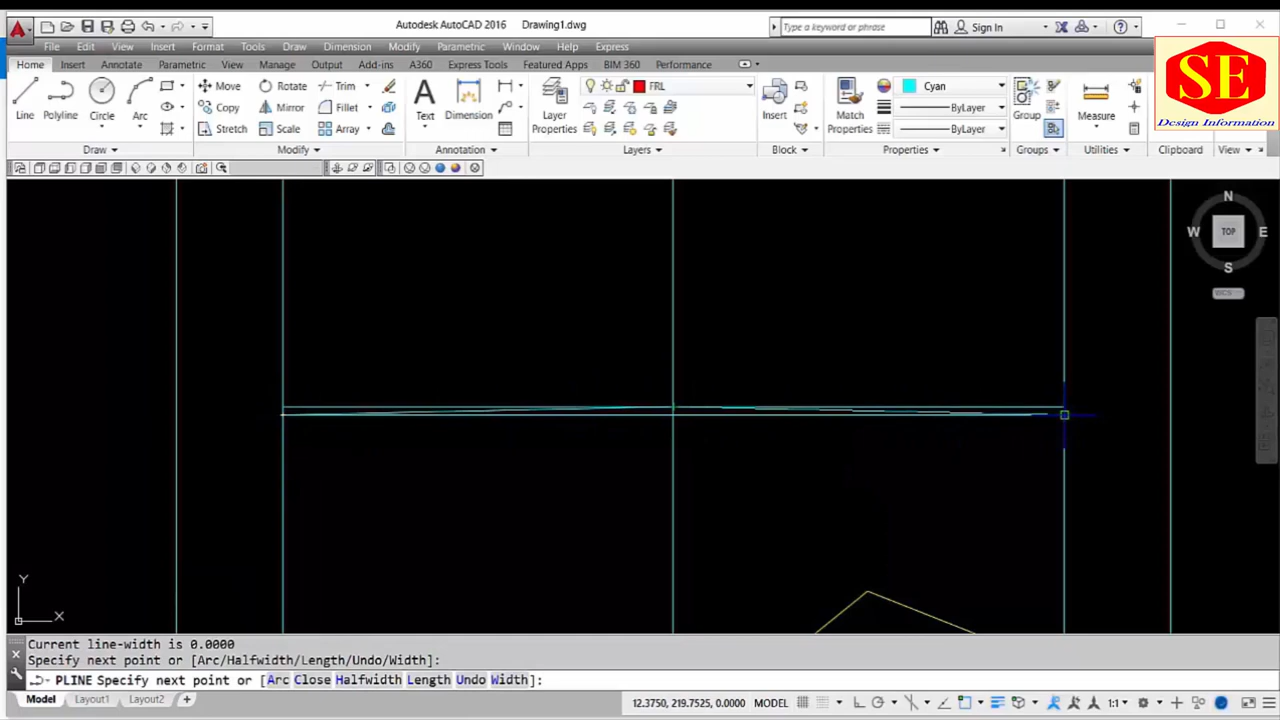 Autodesk AutoCAD 2016 Drawing1.dwg
Type a keyword or phrase
Sign In
File Edit View Insert Format Tools Draw Dimension Modify Parametric Window Help Express
Home Insert Annotate Parametric View Manage Output Add-ins A360 Express Tools Featured Apps BIM 360 Performance
SE
Design Information
Line Polyline Circle Arc
Move Rotate Trim
Copy Mirror Fillet
Stretch Scale Array
Text Dimension
Layer Properties
FRL
Insert
Match Properties
Cyan
ByLayer
ByLayer
Group
Measure
Draw Modify Annotation Layers Block Properties Groups Utilities Clipboard View
N
W TOP E
S
WCS
Y
X
Current line-width is 0.0000
Specify next point or [Arc/Halfwidth/Length/Undo/Width]:
PLINE Specify next point or [Arc Close Halfwidth Length Undo Width]:
Model Layout1 Layout2 +
12.3750, 219.7525, 0.0000 MODEL 1:1